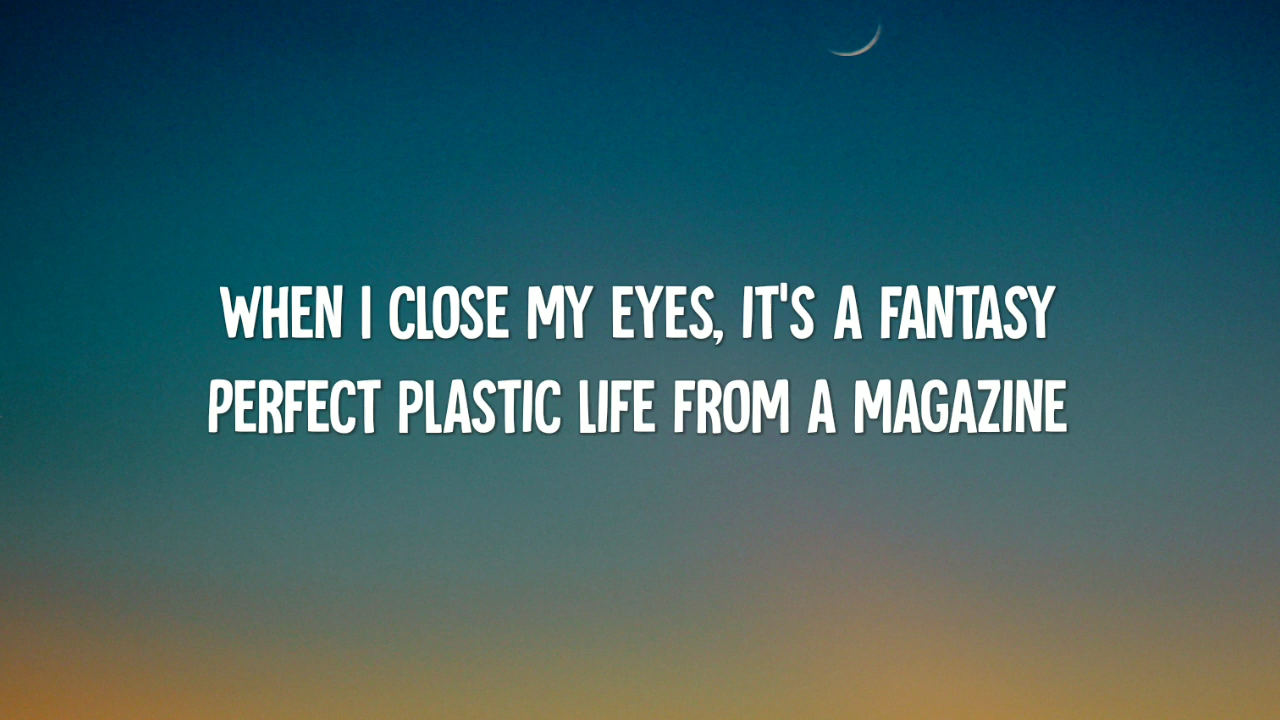 WHEN I CLOSE MY EYES, IT'S A FANTASY
PERFECT PLASTIC LIFE FROM A MAGAZINE